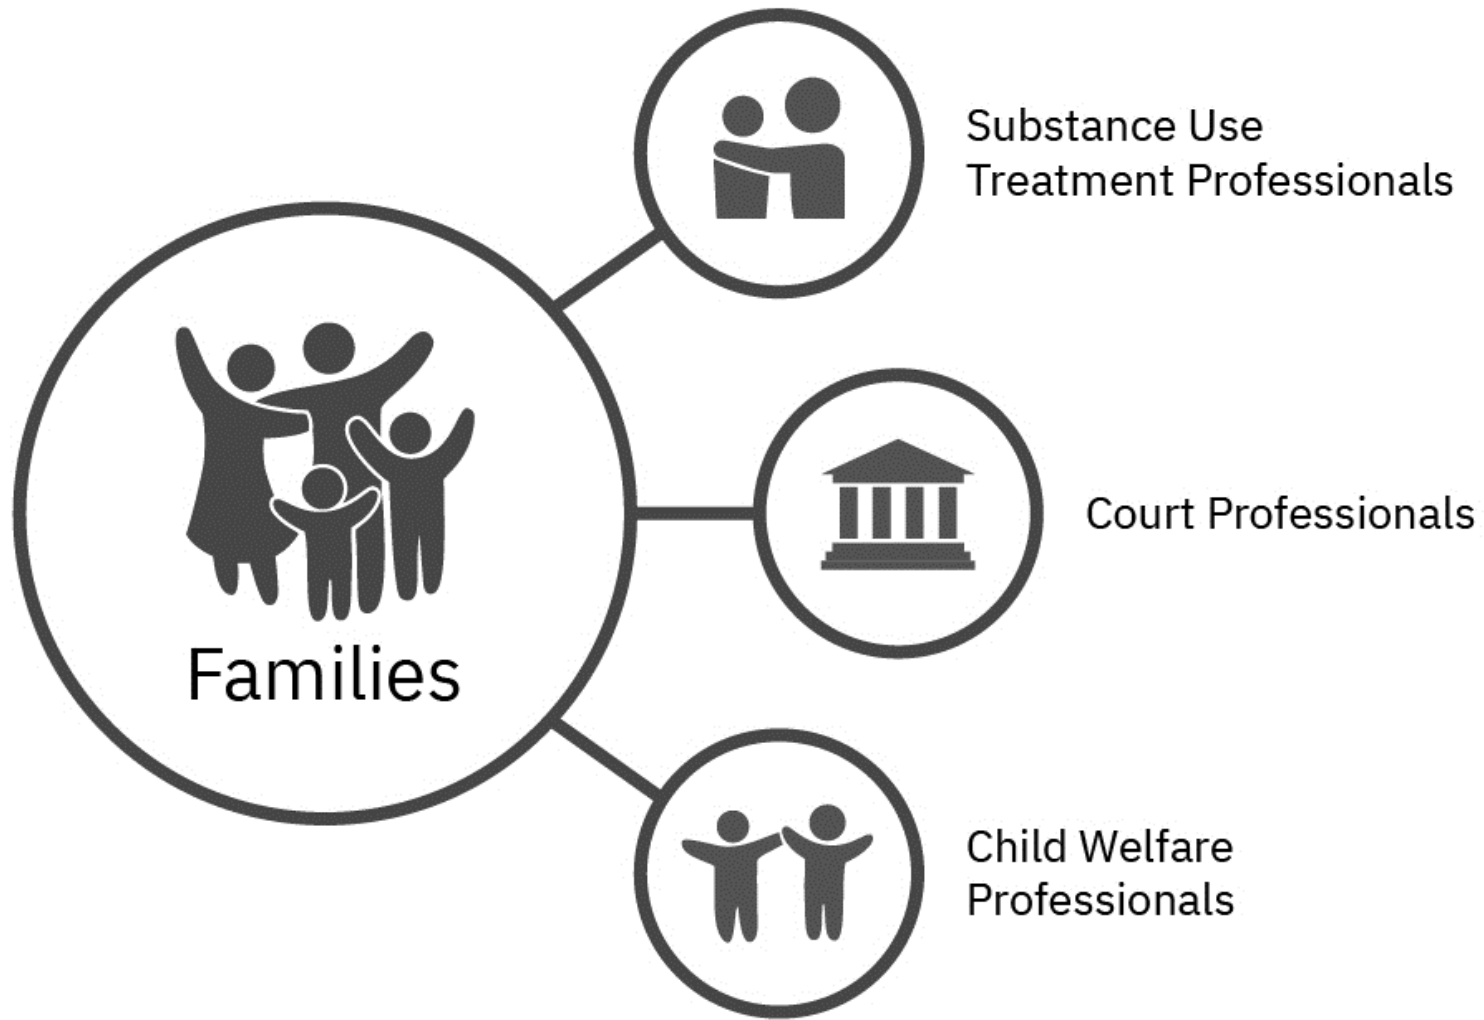 Substance Use
Treatment Professionals
Families
Court Professionals
Child Welfare
Professionals